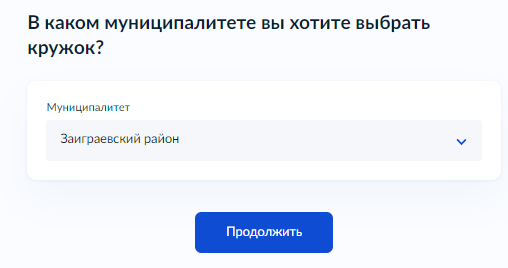 В каком муниципалитете вы хотите выбрать
кружок?
Муниципалитет
Заиграевский район
Продолжить